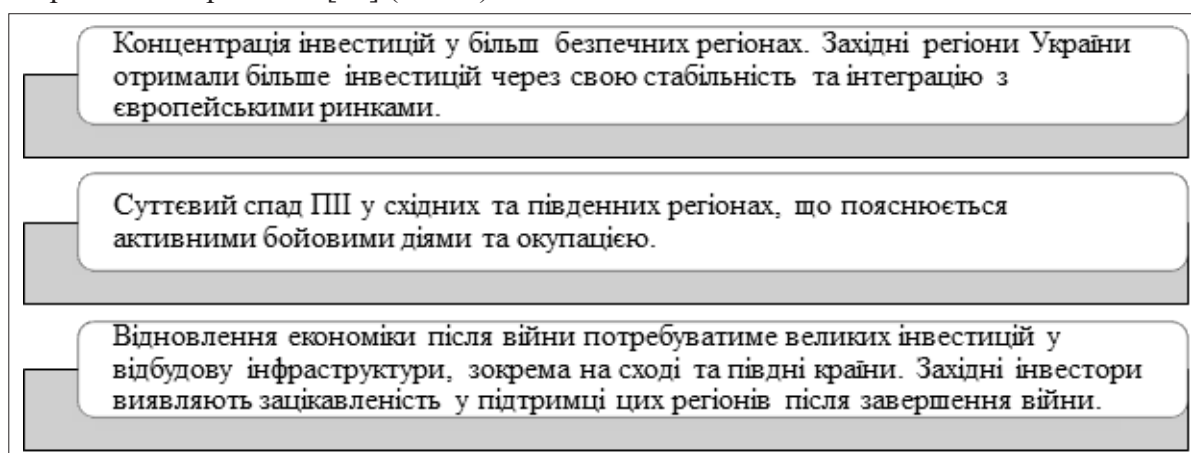 Концентрація інвестицій у більш безпечних регіонах. Західні регіони України
отримали більше інвестицій через свою стабільність та інтеграцію з
європейськими ринками.
Суттєвий спад ПІІ у східних та південних регіонах, що пояснюється
активними бойовими діями та окупацією.
Відновлення економіки після війни потребуватиме великих інвестицій у
відбудову інфраструктури, зокрема на сході та півдні країни. Західні інвестори
виявляють зацікавленість у підтримці цих регіонів після завершення війни.